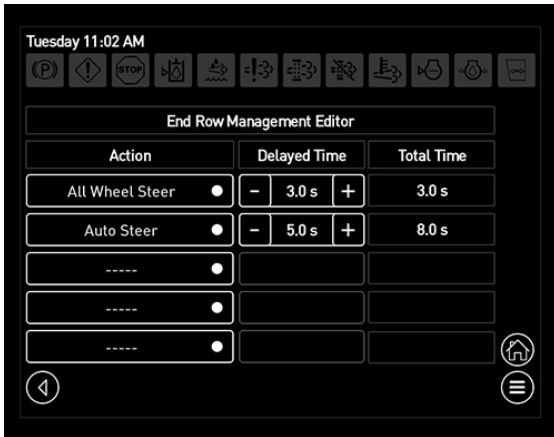 Tuesday 11:02 AM
(P) STOP
End Row Management Editor
Action Delayed Time Total Time
All Wheel Steer - 3.0 s + 3.0 s
Auto Steer - 5.0 s + 8.0 s
-----
-----
-----